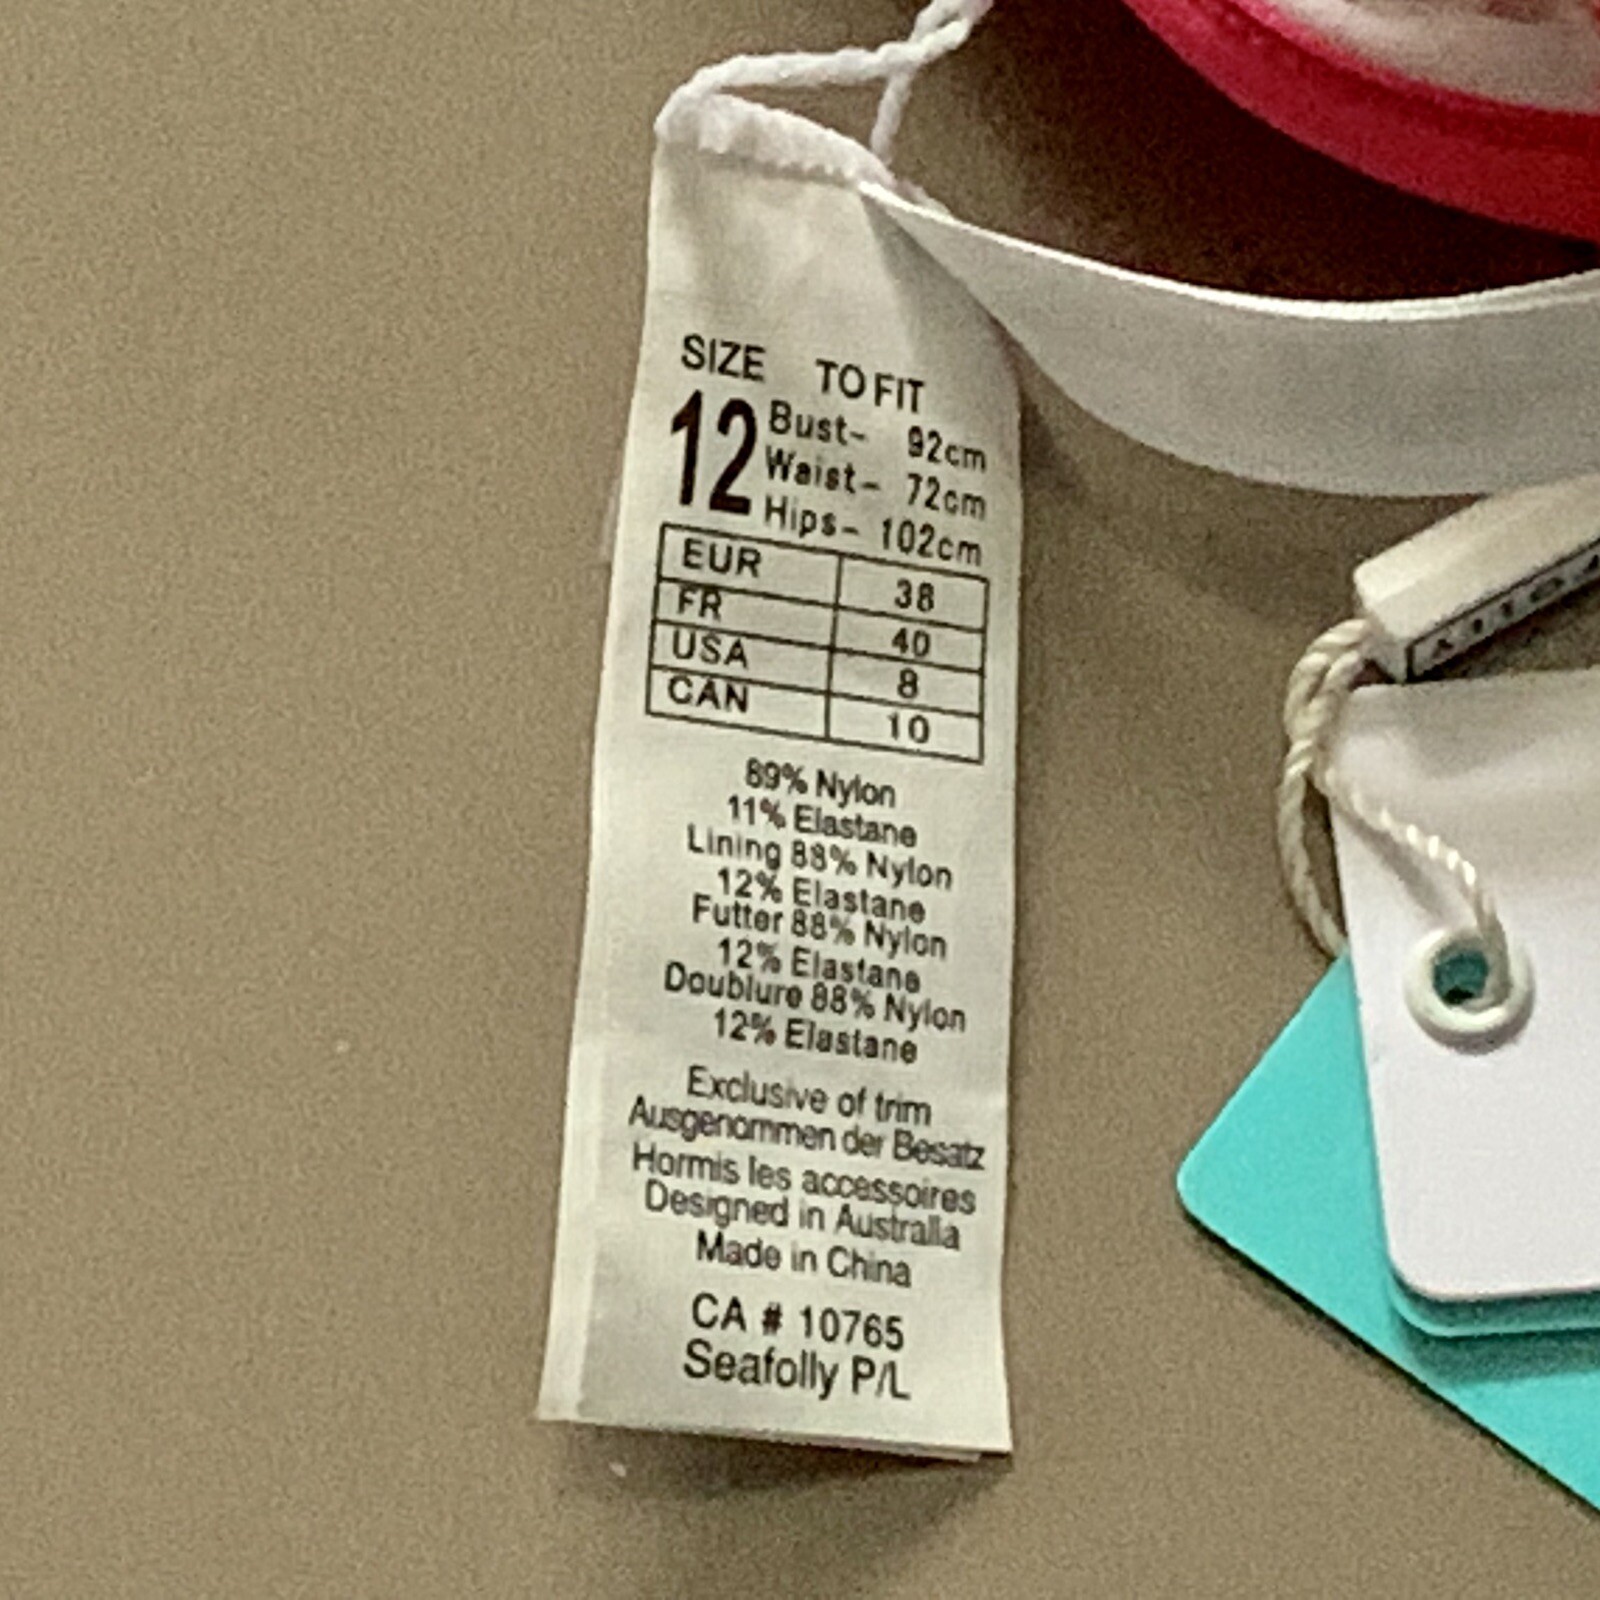 SIZE TO FIT
12 Bust- 92cm
Waist- 72cm
Hips- 102cm
EUR 38
FR 40
USA 8
CAN 10
89% Nylon
11% Elastane
Lining 88% Nylon
12% Elastane
Futter 88% Nylon
12% Elastane
Doublure 88% Nylon
12% Elastane
Exclusive of trim
Ausgenommen der Besatz
Hormis les accessoires
Designed in Australia
Made in China
CA # 10765
Seafolly P/L